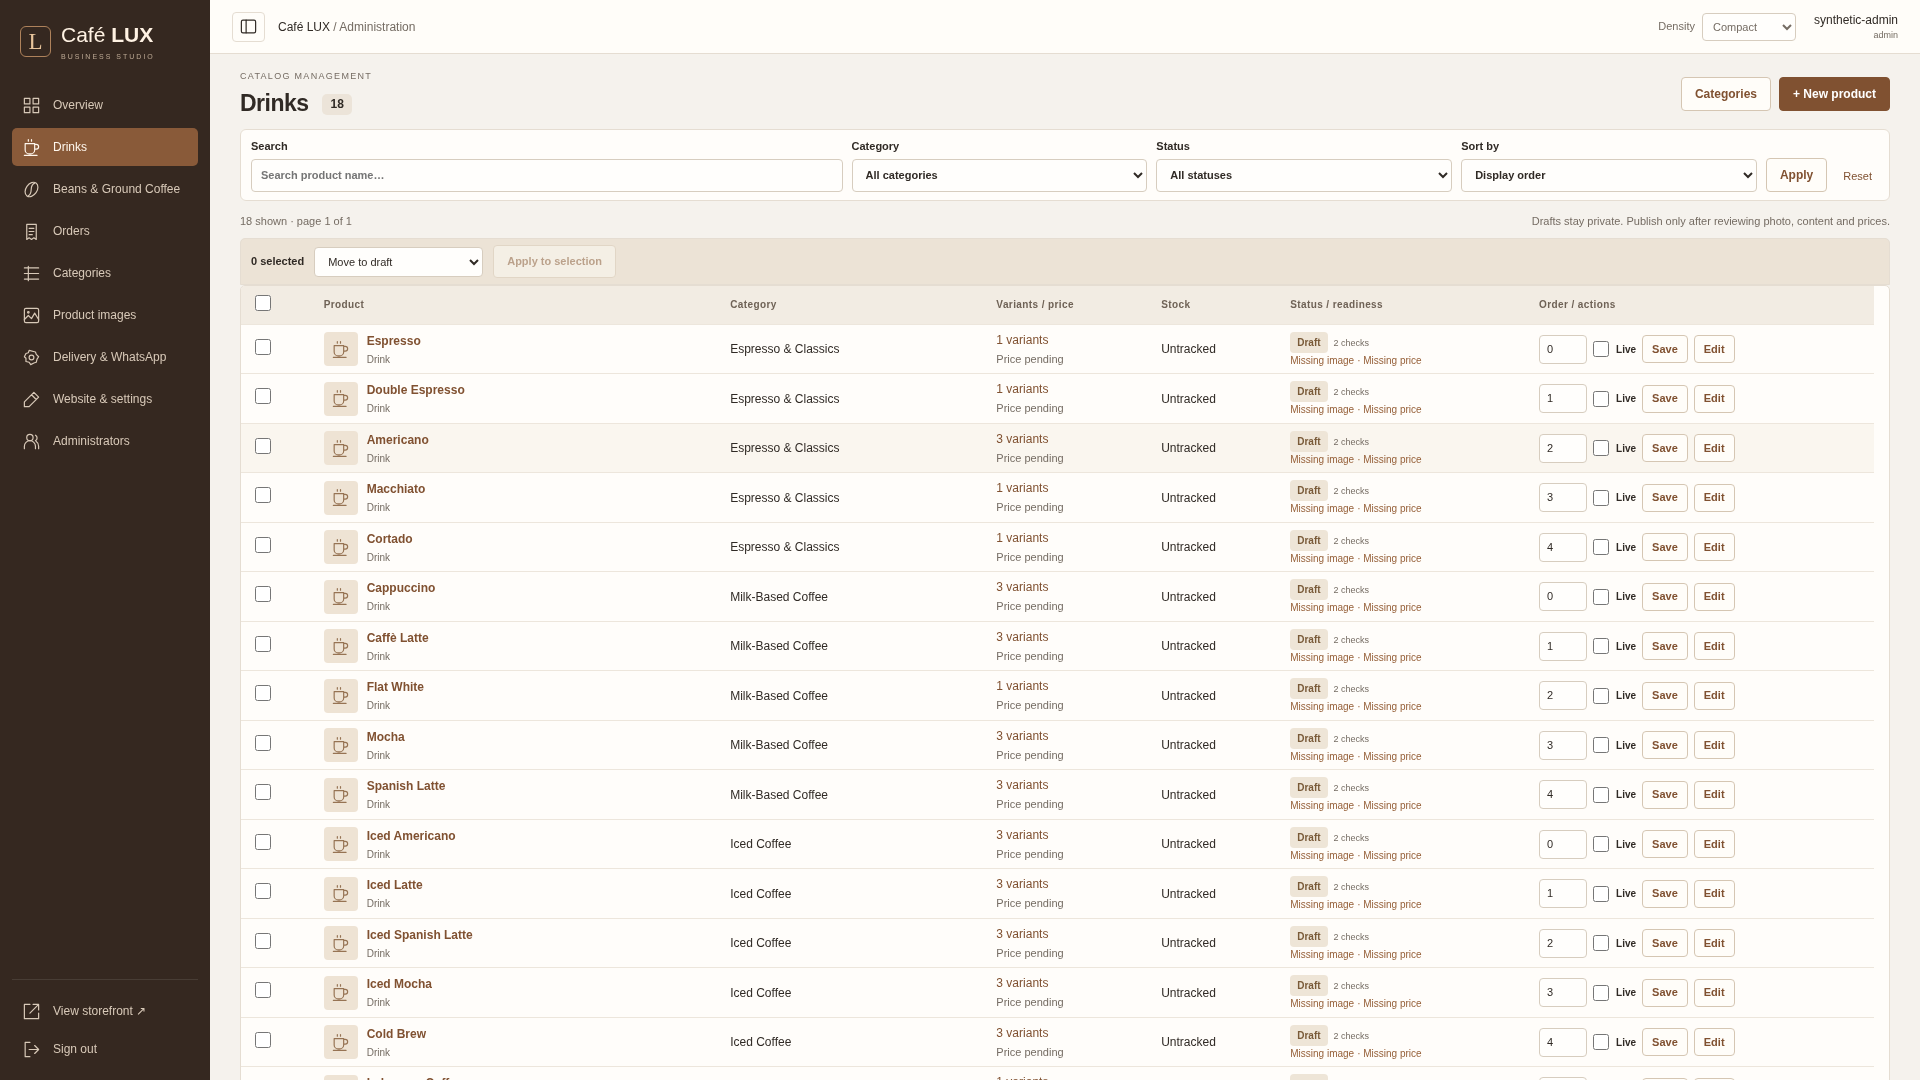 L Café LUX
BUSINESS STUDIO
Overview
Drinks
Beans & Ground Coffee
Orders
Categories
Product images
Delivery & WhatsApp
Website & settings
Administrators
View storefront ↗
Sign out
Café LUX / Administration
Density Compact
synthetic-admin
admin
CATALOG MANAGEMENT
Drinks 18
Categories
+ New product
Search Category Status Sort by
Search product name… All categories All statuses Display order Apply Reset
18 shown · page 1 of 1
Drafts stay private. Publish only after reviewing photo, content and prices.
0 selected Move to draft Apply to selection
Product Category Variants / price Stock Status / readiness Order / actions
Espresso Espresso & Classics 1 variants Untracked Draft 2 checks 0 Live Save Edit
Drink Price pending Missing image · Missing price
Double Espresso Espresso & Classics 1 variants Untracked Draft 2 checks 1 Live Save Edit
Drink Price pending Missing image · Missing price
Americano Espresso & Classics 3 variants Untracked Draft 2 checks 2 Live Save Edit
Drink Price pending Missing image · Missing price
Macchiato Espresso & Classics 1 variants Untracked Draft 2 checks 3 Live Save Edit
Drink Price pending Missing image · Missing price
Cortado Espresso & Classics 1 variants Untracked Draft 2 checks 4 Live Save Edit
Drink Price pending Missing image · Missing price
Cappuccino Milk-Based Coffee 3 variants Untracked Draft 2 checks 0 Live Save Edit
Drink Price pending Missing image · Missing price
Caffè Latte Milk-Based Coffee 3 variants Untracked Draft 2 checks 1 Live Save Edit
Drink Price pending Missing image · Missing price
Flat White Milk-Based Coffee 1 variants Untracked Draft 2 checks 2 Live Save Edit
Drink Price pending Missing image · Missing price
Mocha Milk-Based Coffee 3 variants Untracked Draft 2 checks 3 Live Save Edit
Drink Price pending Missing image · Missing price
Spanish Latte Milk-Based Coffee 3 variants Untracked Draft 2 checks 4 Live Save Edit
Drink Price pending Missing image · Missing price
Iced Americano Iced Coffee 3 variants Untracked Draft 2 checks 0 Live Save Edit
Drink Price pending Missing image · Missing price
Iced Latte Iced Coffee 3 variants Untracked Draft 2 checks 1 Live Save Edit
Drink Price pending Missing image · Missing price
Iced Spanish Latte Iced Coffee 3 variants Untracked Draft 2 checks 2 Live Save Edit
Drink Price pending Missing image · Missing price
Iced Mocha Iced Coffee 3 variants Untracked Draft 2 checks 3 Live Save Edit
Drink Price pending Missing image · Missing price
Cold Brew Iced Coffee 3 variants Untracked Draft 2 checks 4 Live Save Edit
Drink Price pending Missing image · Missing price